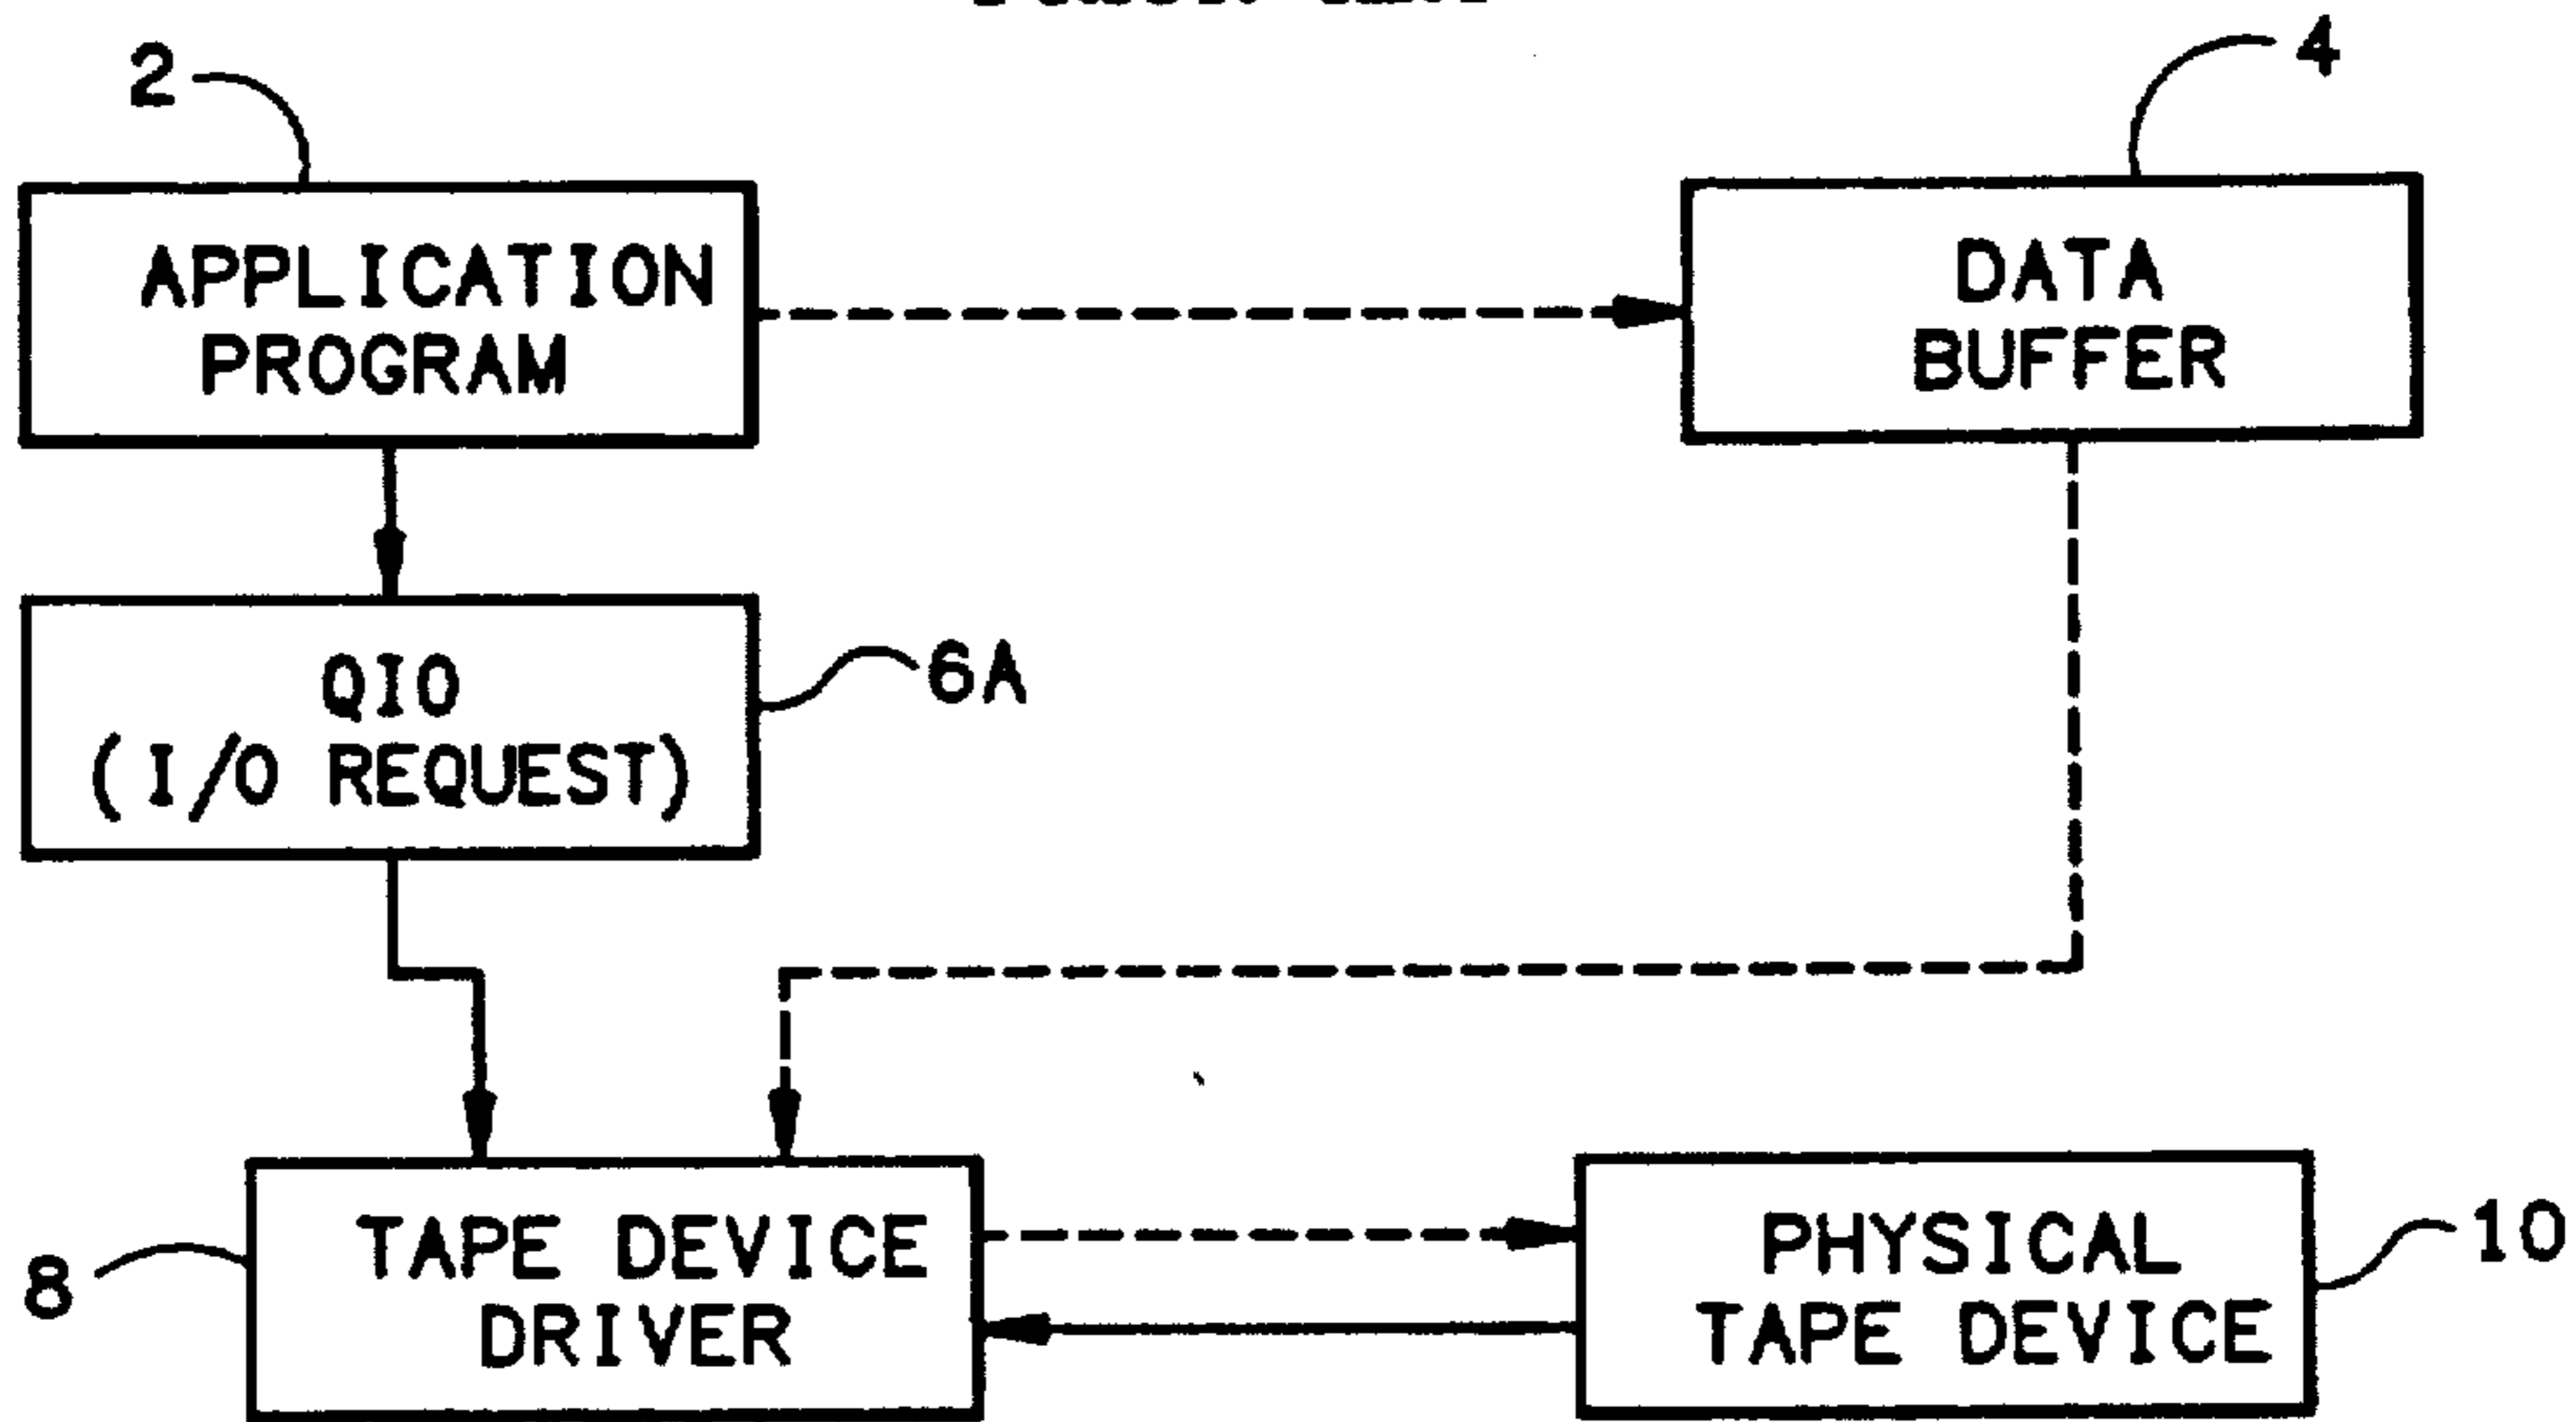 2
4
APPLICATION
PROGRAM
DATA
BUFFER
QIO
(I/O REQUEST)
6A
TAPE DEVICE
DRIVER
8
PHYSICAL
TAPE DEVICE
10